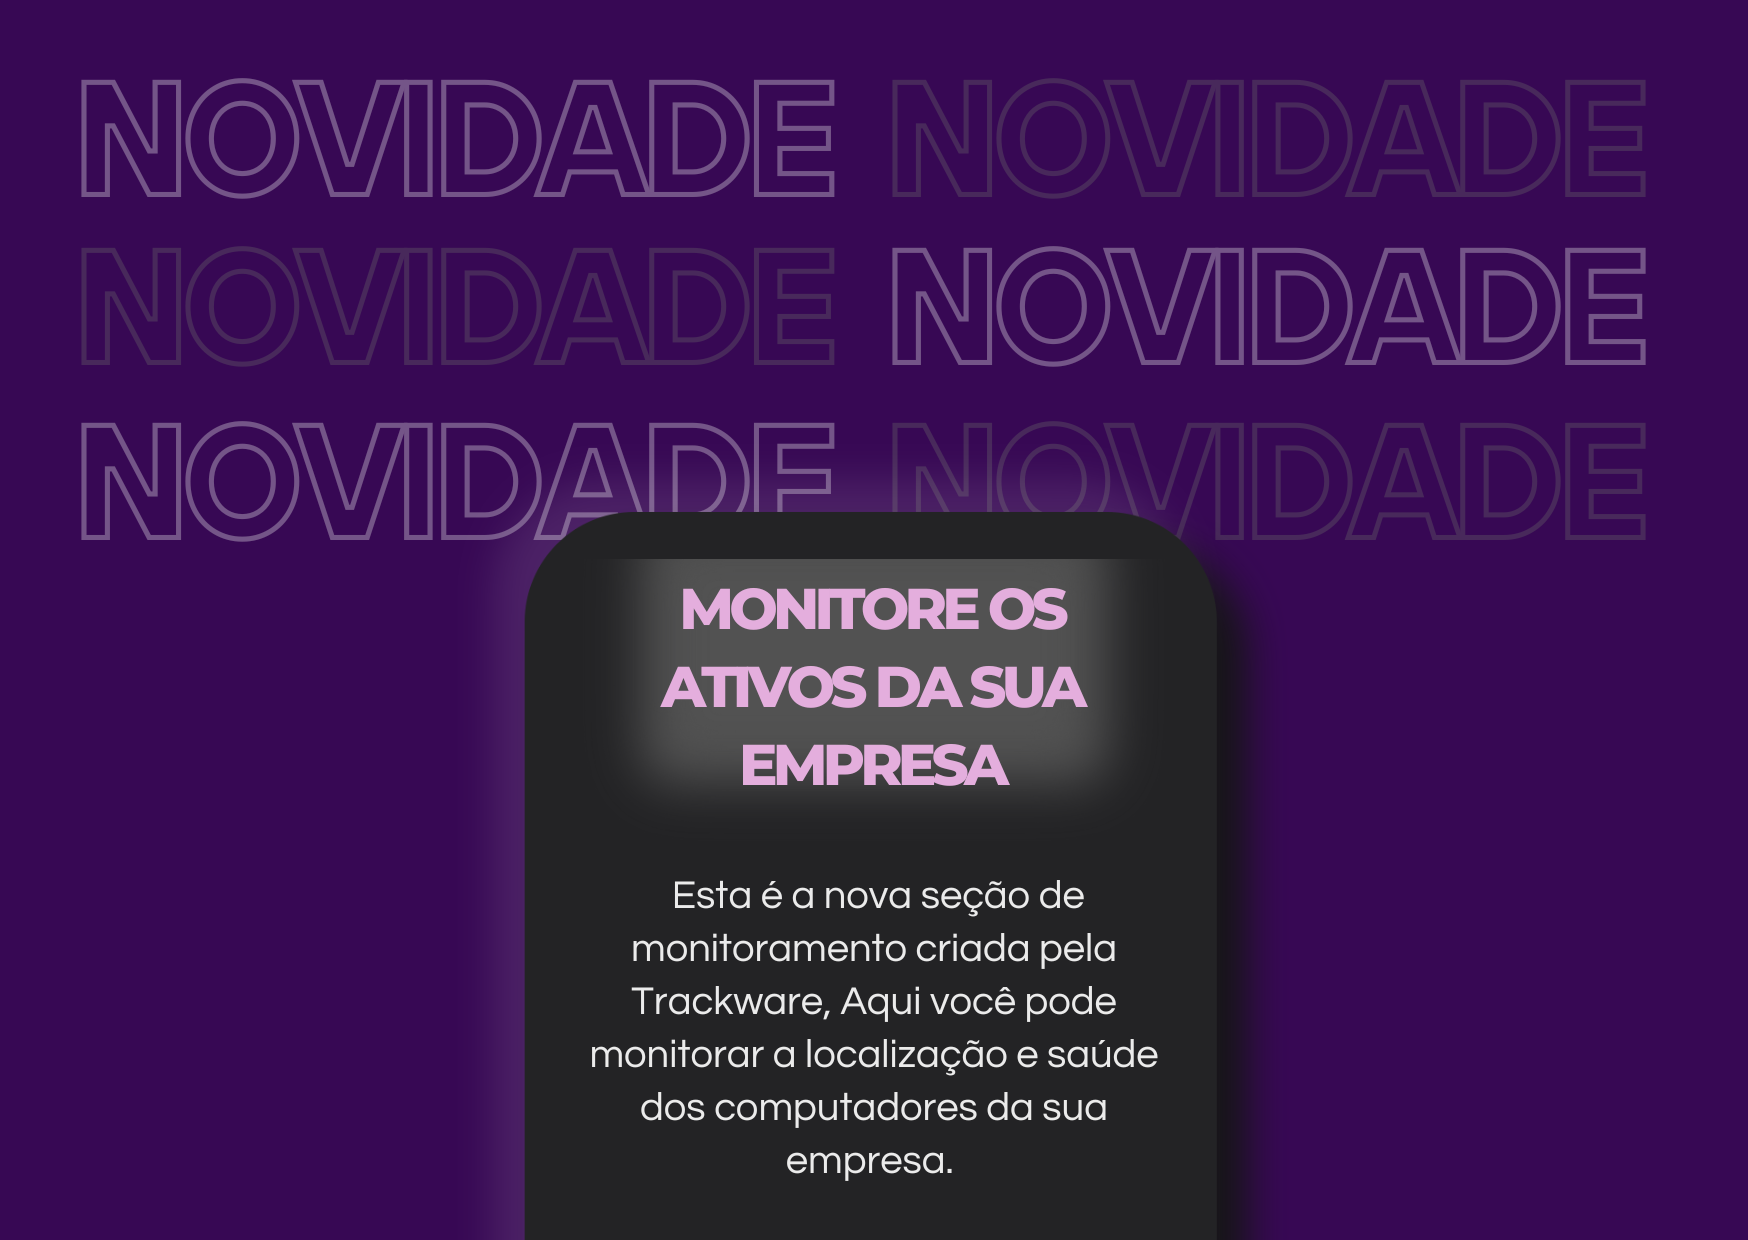 NOVIDADE NOVIDADE
NOVIDADE NOVIDADE
NOVIDADE NOVIDADE
MONITORE OS
ATIVOS DA SUA
EMPRESA
Esta é a nova seção de
monitoramento criada pela
Trackware, Aqui você pode
monitorar a localização e saúde
dos computadores da sua
empresa.